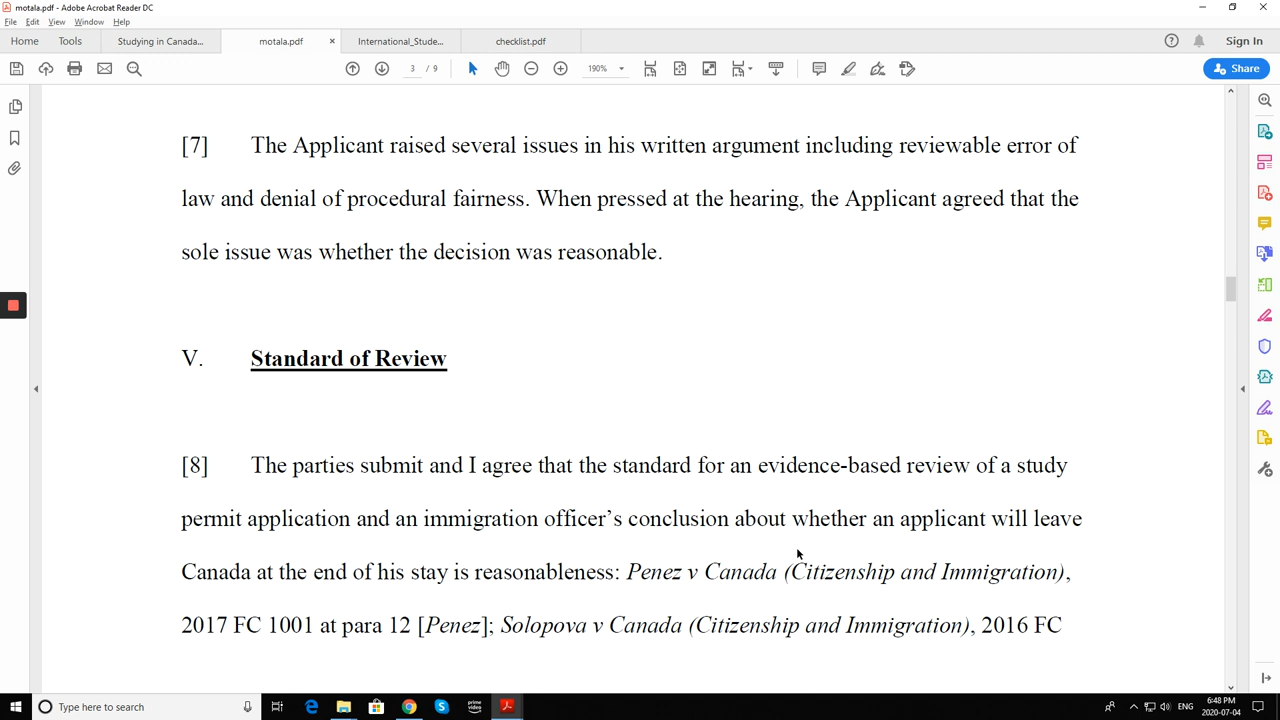 motala.pdf - Adobe Acrobat Reader DC
File Edit View Window Help
Home Tools Studying in Canada... motala.pdf × International_Stude... checklist.pdf Sign In
3 / 9 190% Share
[7] The Applicant raised several issues in his written argument including reviewable error of
law and denial of procedural fairness. When pressed at the hearing, the Applicant agreed that the
sole issue was whether the decision was reasonable.
V. Standard of Review
[8] The parties submit and I agree that the standard for an evidence-based review of a study
permit application and an immigration officer’s conclusion about whether an applicant will leave
Canada at the end of his stay is reasonableness: Penez v Canada (Citizenship and Immigration),
2017 FC 1001 at para 12 [Penez]; Solopova v Canada (Citizenship and Immigration), 2016 FC
Type here to search prime video ENG 6:48 PM
2020-07-04